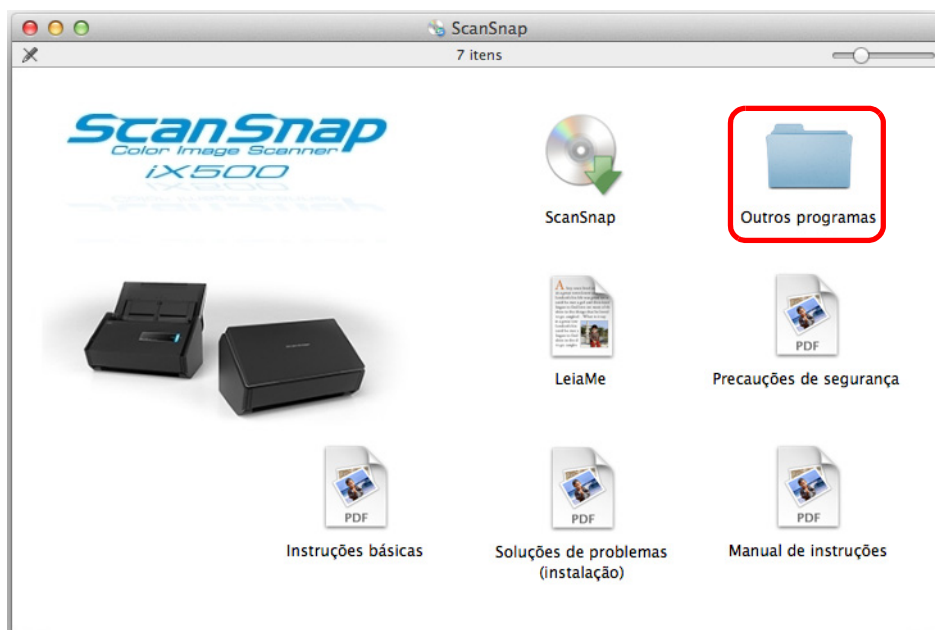 ScanSnap
7 itens
ScanSnap
Color Image Scanner
iX500
ScanSnap
Outros programas
LeiaMe
PDF
Precauções de segurança
PDF
Instruções básicas
PDF
Soluções de problemas
(instalação)
PDF
Manual de instruções